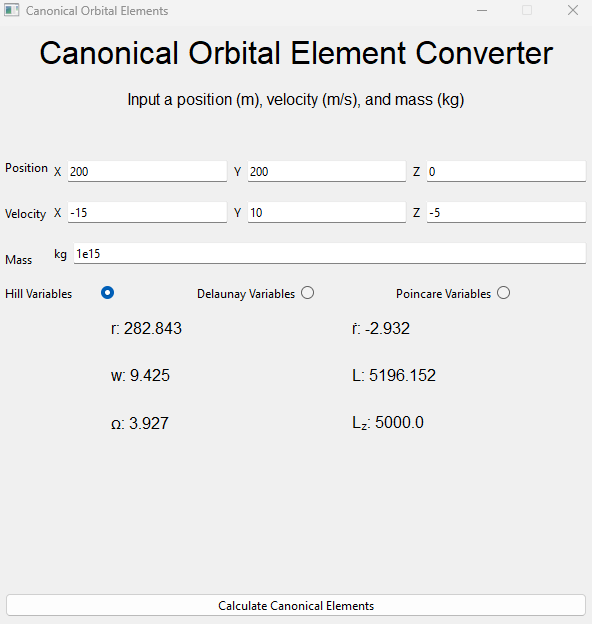 Canonical Orbital Elements
Canonical Orbital Element Converter
Input a position (m), velocity (m/s), and mass (kg)
Position X 200 Y 200 Z 0
Velocity X -15 Y 10 Z -5
Mass kg 1e15
Hill Variables Delaunay Variables Poincare Variables
r: 282.843 ṙ: -2.932
w: 9.425 L: 5196.152
Ω: 3.927 L𝓏: 5000.0
Calculate Canonical Elements